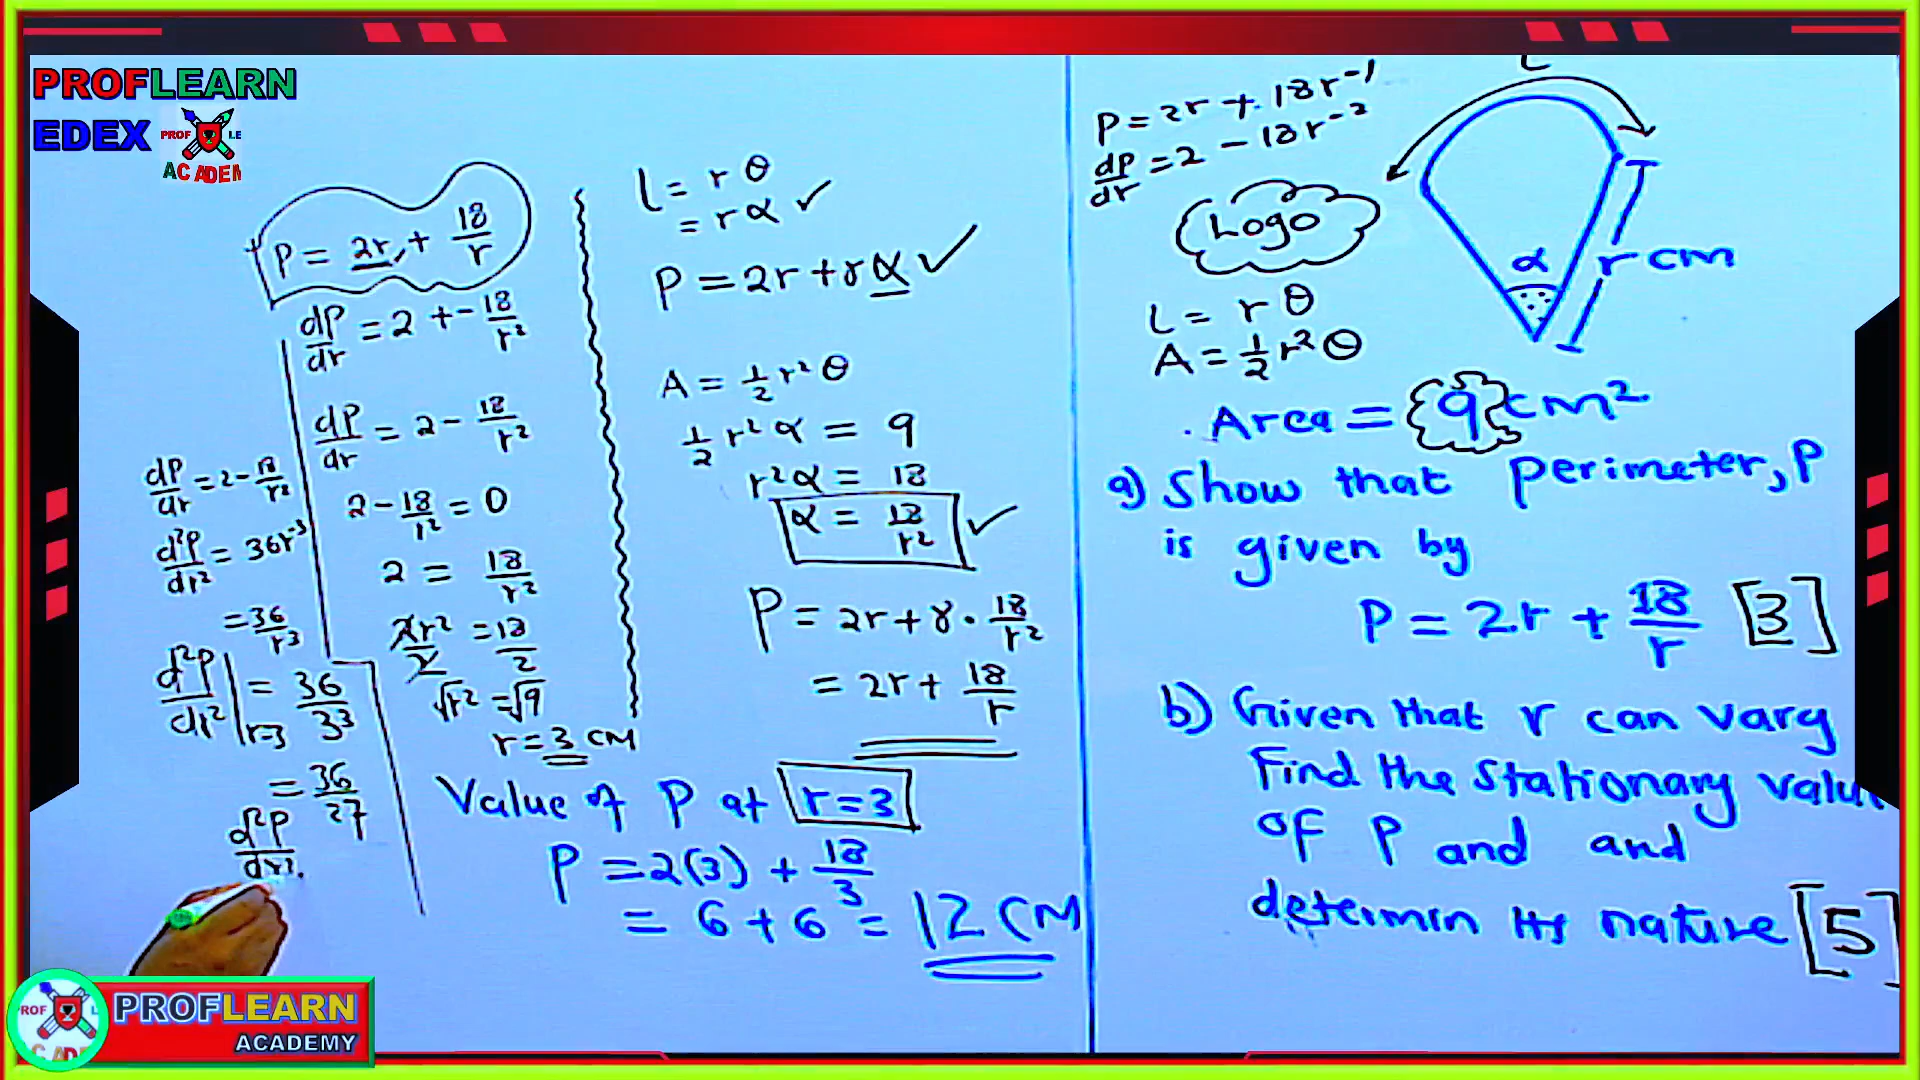 PROFLEARN
EDEX
PROF LE
ACADEM
P = 2r + 18/r
dP/dr = 2 + -18/r²
dP/dr = 2 - 18/r²
2 - 18/r² = 0
2 = 18/r²
2r²/2 = 18/2
√r² = √9
r = 3 cm
dP/dr = 2 - 18/r²
d²P/dr² = 36r⁻³
= 36/r³
d²P/dr² | r=3 = 36/3³
= 36/27
d²P/dr²
L = rθ
= rα ✓
P = 2r + rα ✓
A = ½r²θ
½r²α = 9
r²α = 18
α = 18/r² ✓
P = 2r + r · 18/r²
= 2r + 18/r
Value of P at r = 3
P = 2(3) + 18/3
= 6 + 6 = 12 cm
P = 2r + 18r⁻¹
dP/dr = 2 - 18r⁻²
Logo
L
α
r cm
L = rθ
A = ½r²θ
Area = 9 cm²
a) Show that perimeter, P
is given by
P = 2r + 18/r [3]
b) Given that r can vary
Find the stationary valu
of P and and
determin its nature [5]
PROF
PROFLEARN
ACADEMY